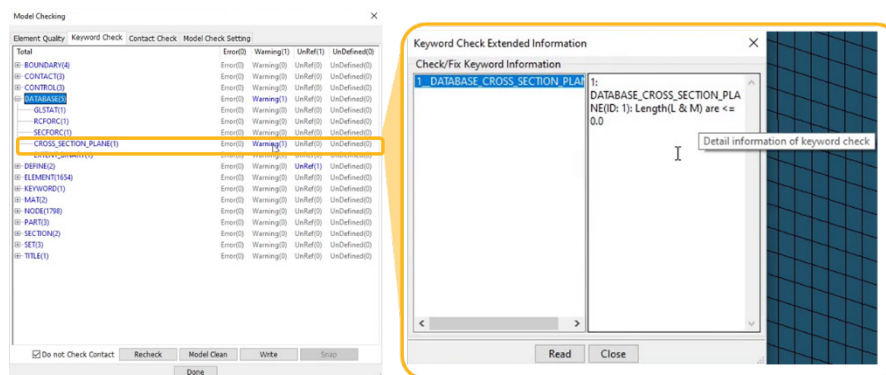 Model Checking
Element Quality Keyword Check Contact Check Model Check Setting
Total Error(0) Warning(1) UnRef(1) UnDefined(0)
BOUNDARY(4) Error(0) Warning(0) UnRef(0) UnDefined(0)
CONTACT(3) Error(0) Warning(0) UnRef(0) UnDefined(0)
CONTROL(3) Error(0) Warning(0) UnRef(0) UnDefined(0)
DATABASE(5) Error(0) Warning(1) UnRef(0) UnDefined(0)
GLSTAT(1) Error(0) Warning(0) UnRef(0) UnDefined(0)
RCFORC(1) Error(0) Warning(0) UnRef(0) UnDefined(0)
SECFORC(1) Error(0) Warning(0) UnRef(0) UnDefined(0)
CROSS_SECTION_PLANE(1) Error(0) Warning(1) UnRef(0) UnDefined(0)
Error(0) Warning(0) UnRef(0) UnDefined(0)
DEFINE(2) Error(0) Warning(0) UnRef(1) UnDefined(0)
ELEMENT(1654) Error(0) Warning(0) UnRef(0) UnDefined(0)
KEYWORD(1) Error(0) Warning(0) UnRef(0) UnDefined(0)
MAT(2) Error(0) Warning(0) UnRef(0) UnDefined(0)
NODE(1798) Error(0) Warning(0) UnRef(0) UnDefined(0)
PART(3) Error(0) Warning(0) UnRef(0) UnDefined(0)
SECTION(2) Error(0) Warning(0) UnRef(0) UnDefined(0)
SET(3) Error(0) Warning(0) UnRef(0) UnDefined(0)
TITLE(1) Error(0) Warning(0) UnRef(0) UnDefined(0)
Do not Check Contact Recheck Model Clean Write Snap
Done
Keyword Check Extended Information
Check/Fix Keyword Information
1_DATABASE_CROSS_SECTION_PLAN
1:
DATABASE_CROSS_SECTION_PLA
NE(ID: 1): Length(L & M) are <=
0.0
Detail information of keyword check
Read Close